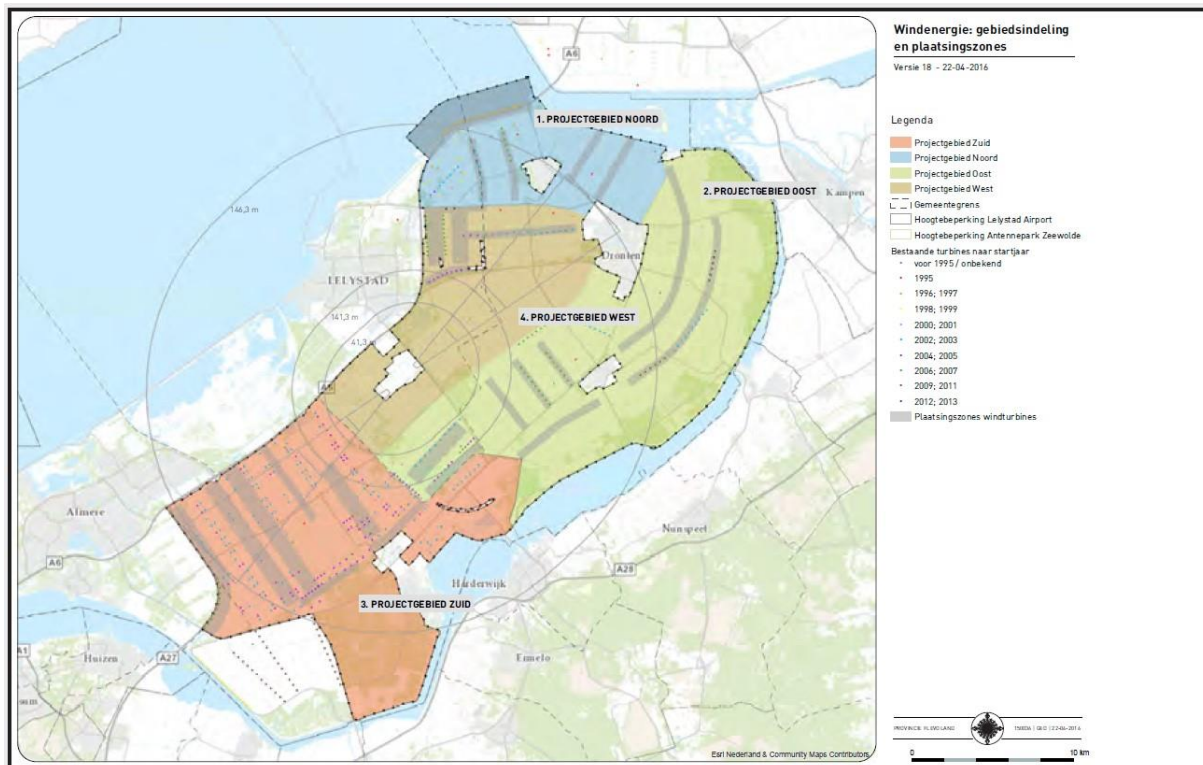 Windenergie: gebiedsindeling
en plaatsingszones
Versie 18 - 22-04-2016
Legenda
Projectgebied Zuid
Projectgebied Noord
Projectgebied Oost
Projectgebied West
Gemeentegrens
Hoogtebeperking Lelystad Airport
Hoogtebeperking Antennepark Zeewolde
Bestaande turbines naar startjaar
voor 1995 / onbekend
1995
1996; 1997
1998; 1999
2000; 2001
2002; 2003
2004; 2005
2006; 2007
2009; 2011
2012; 2013
Plaatsingszones windturbines
A6
1. PROJECTGEBIED NOORD
2. PROJECTGEBIED OOST
Kampen
146,3 m
Dronten
LELYSTAD
141,3 m
4. PROJECTGEBIED WEST
41,3 m
Almere
A6
Nunspeet
A28
Harderwijk
3. PROJECTGEBIED ZUID
Huizen
A27
A1
Ermelo
Esri Nederland & Community Maps Contributors
PROVINCIE FLEVOLAND
0
10 km